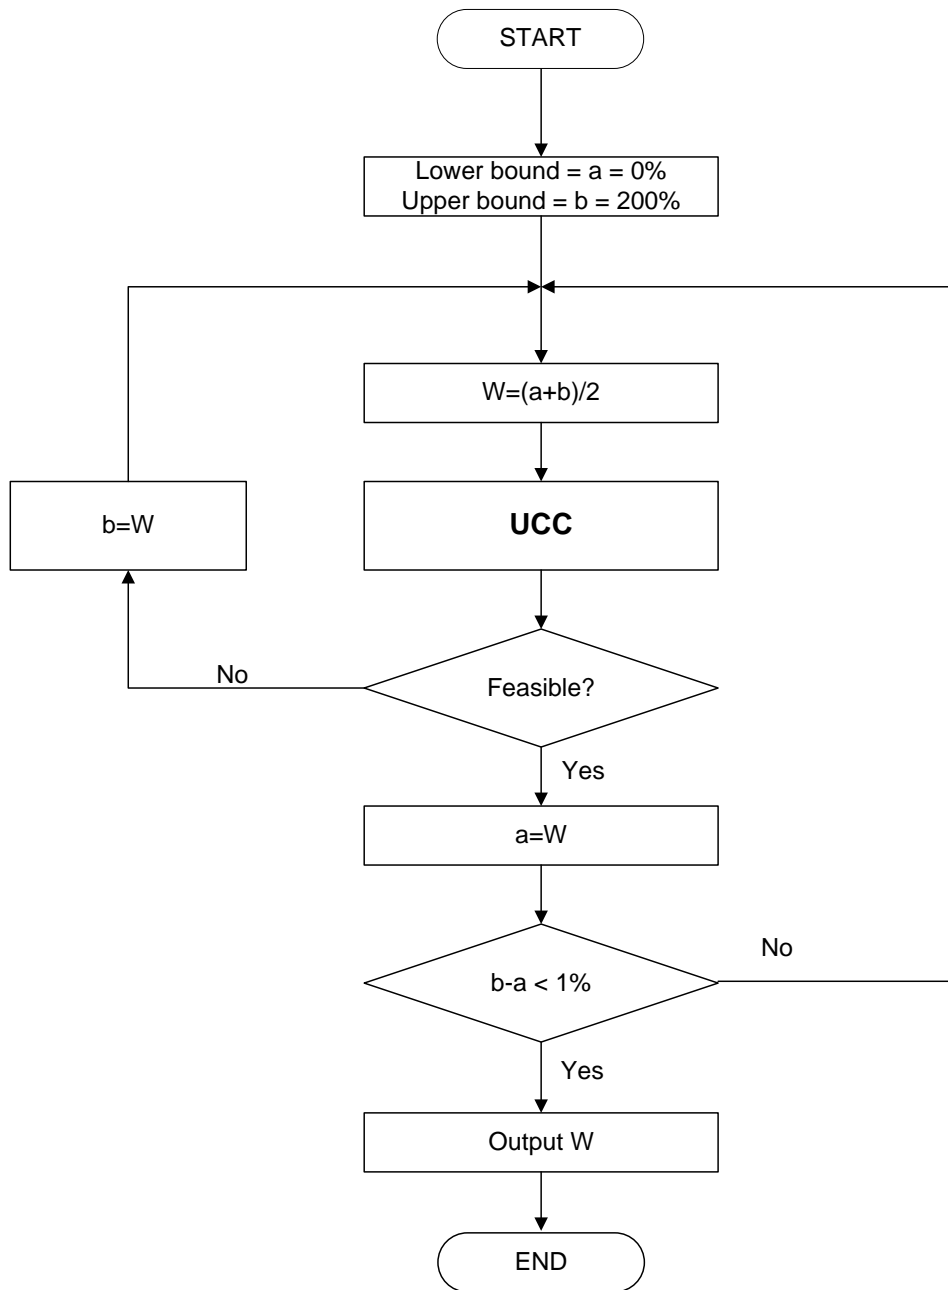 START
Lower bound = a = 0%
Upper bound = b = 200%
W=(a+b)/2
UCC
b=W
Feasible?
No
Yes
a=W
b-a < 1%
No
Yes
Output W
END